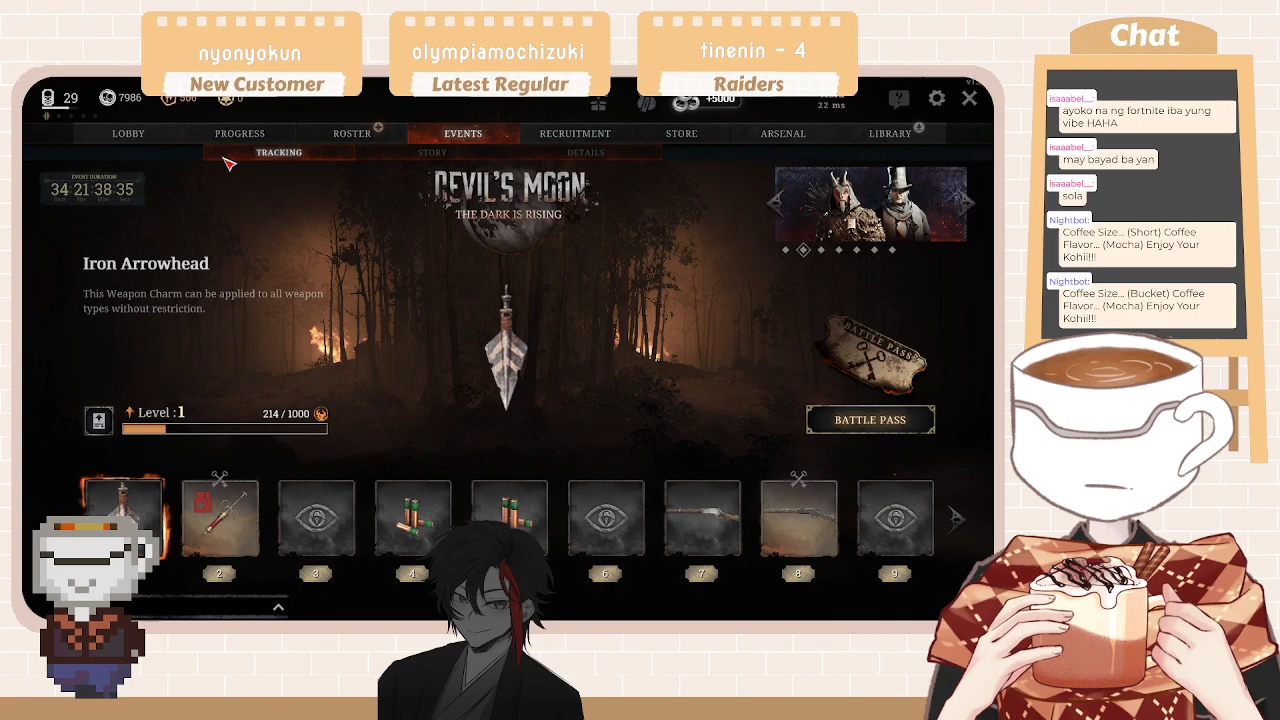 nyonyokun
New Customer
olympiamochizuki
Latest Regular
tinenin - 4
Raiders
Chat
29
7986
+5000
22 ms
LOBBY
PROGRESS
ROSTER
EVENTS
RECRUITMENT
STORE
ARSENAL
LIBRARY
TRACKING
STORY
DETAILS
EVENT DURATION
34:21:38:35
DEVIL'S MOON
THE DARK IS RISING
Iron Arrowhead
This Weapon Charm can be applied to all weapon
types without restriction.
BATTLE PASS
Level :1
214 / 1000
BATTLE PASS
2
3
4
6
7
8
9
isaaabel__:
ayoko na ng fortnite iba yung
vibe HAHA
isaaabel__:
may bayad ba yan
isaaabel__:
sola
Nightbot:
Coffee Size... (Short) Coffee
Flavor... (Mocha) Enjoy Your
Kohii!!!
Nightbot:
Coffee Size... (Bucket) Coffee
Flavor... (Mocha) Enjoy Your
Kohii!!!